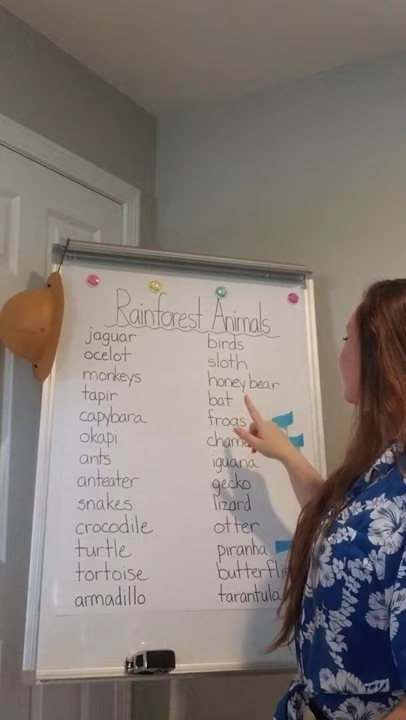 Rainforest Animals
jaguar
ocelot
monkeys
tapir
capybara
okapi
ants
anteater
snakes
crocodile
turtle
tortoise
armadillo
birds
sloth
honey bear
bat
frogs
iguana
gecko
lizard
otter
piranha
tarantula